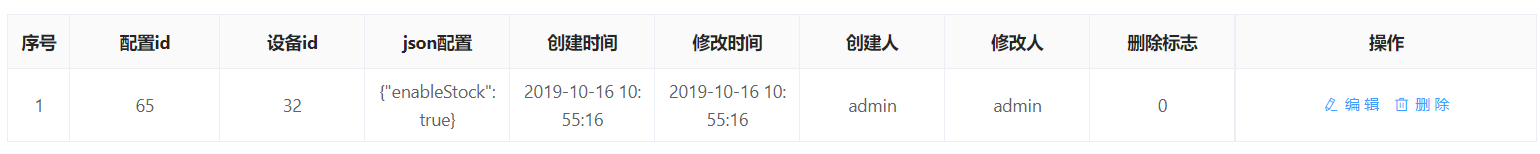 序号 配置id 设备id json配置 创建时间 修改时间 创建人 修改人 删除标志 操作
1 65 32 {"enableStock": 2019-10-16 10: 2019-10-16 10: admin admin 0 编辑 删除
true} 55:16 55:16